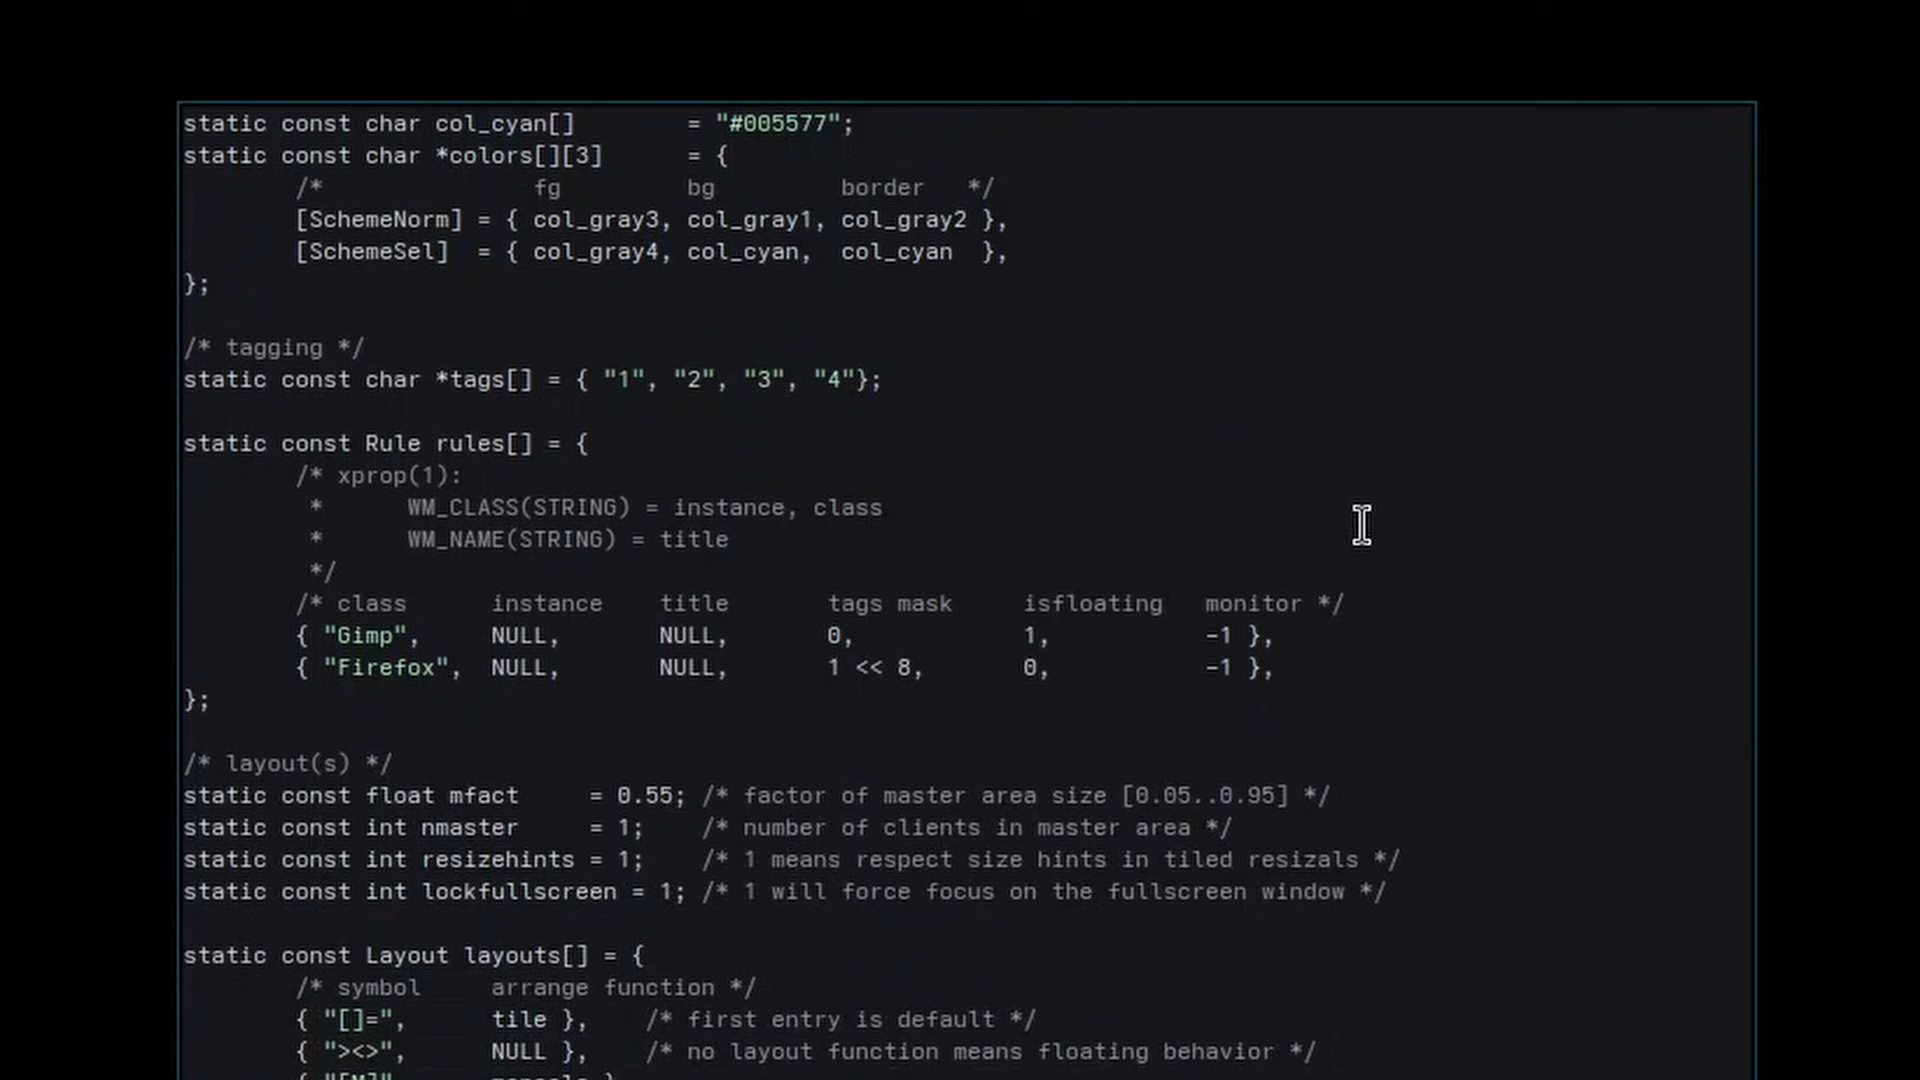 static const char col_cyan[]        = "#005577";
static const char *colors[][3]      = {
        /*               fg         bg         border   */
        [SchemeNorm] = { col_gray3, col_gray1, col_gray2 },
        [SchemeSel]  = { col_gray4, col_cyan,  col_cyan  },
};
/* tagging */
static const char *tags[] = { "1", "2", "3", "4"};
static const Rule rules[] = {
        /* xprop(1):
         *      WM_CLASS(STRING) = instance, class
         *      WM_NAME(STRING) = title
         */
        /* class      instance    title       tags mask     isfloating   monitor */
        { "Gimp",     NULL,       NULL,       0,            1,           -1 },
        { "Firefox",  NULL,       NULL,       1 << 8,       0,           -1 },
};
/* layout(s) */
static const float mfact     = 0.55; /* factor of master area size [0.05..0.95] */
static const int nmaster     = 1;    /* number of clients in master area */
static const int resizehints = 1;    /* 1 means respect size hints in tiled resizals */
static const int lockfullscreen = 1; /* 1 will force focus on the fullscreen window */
static const Layout layouts[] = {
        /* symbol     arrange function */
        { "[]=",      tile },    /* first entry is default */
        { "><>",      NULL },    /* no layout function means floating behavior */